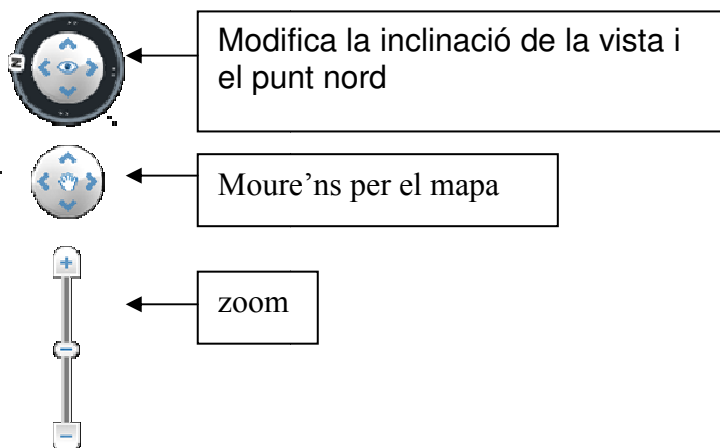 N
Modifica la inclinació de la vista i
el punt nord
Moure’ns per el mapa
zoom